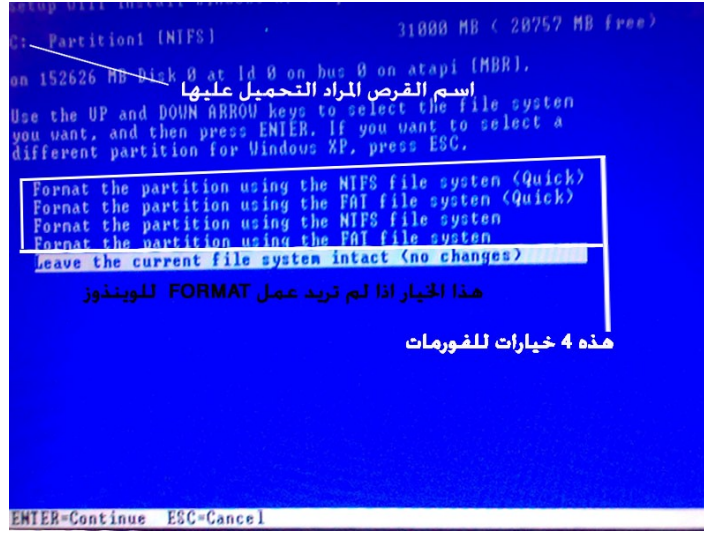 Setup will install Windows
C: Partition1 [NTFS] 31000 MB ( 20757 MB free)
on 152626 MB Disk 0 at Id 0 on bus 0 on atapi [MBR].
اسم القرص المراد التحميل عليها
Use the UP and DOWN ARROW keys to select the file system
you want, and then press ENTER. If you want to select a
different partition for Windows XP, press ESC.
Format the partition using the NTFS file system (Quick)
Format the partition using the FAT file system (Quick)
Format the partition using the NTFS file system
Format the partition using the FAT file system
Leave the current file system intact (no changes)
هذا الخيار اذا لم تريد عمل FORMAT للويندوز
هذه 4 خيارات للفورمات
ENTER=Continue ESC=Cancel